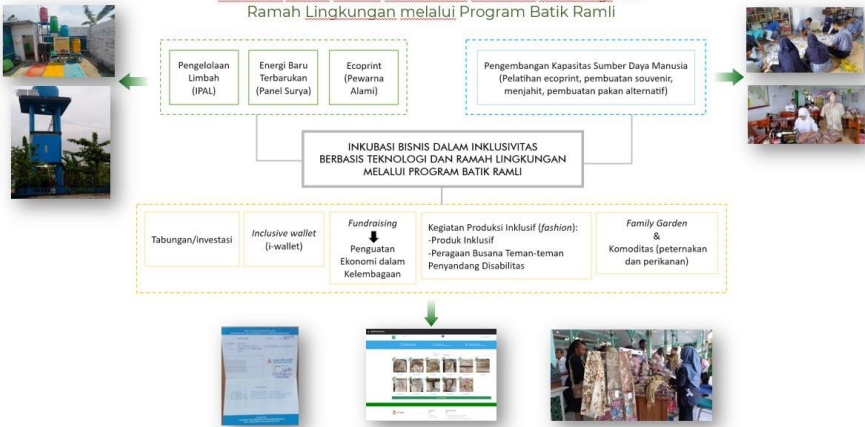 Ramah Lingkungan melalui Program Batik Ramli
Pengelolaan
Limbah
(IPAL)
Energi Baru
Terbarukan
(Panel Surya)
Ecoprint
(Pewarna
Alami)
Pengembangan Kapasitas Sumber Daya Manusia
(Pelatihan ecoprint, pembuatan souvenir,
menjahit, pembuatan pakan alternatif)
INKUBASI BISNIS DALAM INKLUSIVITAS
BERBASIS TEKNOLOGI DAN RAMAH LINGKUNGAN
MELALUI PROGRAM BATIK RAMLI
Tabungan/investasi
Inclusive wallet
(i-wallet)
Fundraising
Penguatan
Ekonomi dalam
Kelembagaan
Kegiatan Produksi Inklusif (fashion):
-Produk Inklusif
-Peragaan Busana Teman-teman
Penyandang Disabilitas
Family Garden
&
Komoditas (peternakan
dan perikanan)